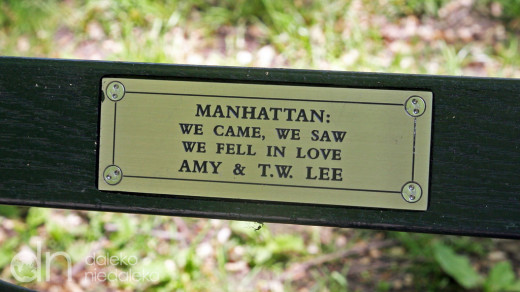 MANHATTAN:
WE CAME, WE SAW
WE FELL IN LOVE
AMY & T.W. LEE
dn daleko
niedaleko